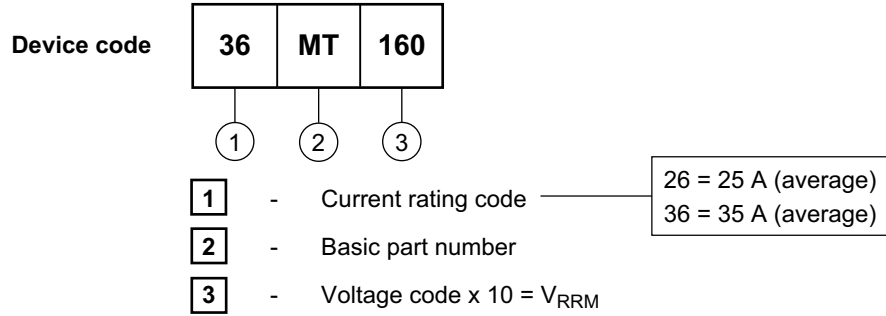 Device code 36 MT 160
1 2 3
1 - Current rating code
26 = 25 A (average)
36 = 35 A (average)
2 - Basic part number
3 - Voltage code x 10 = VRRM